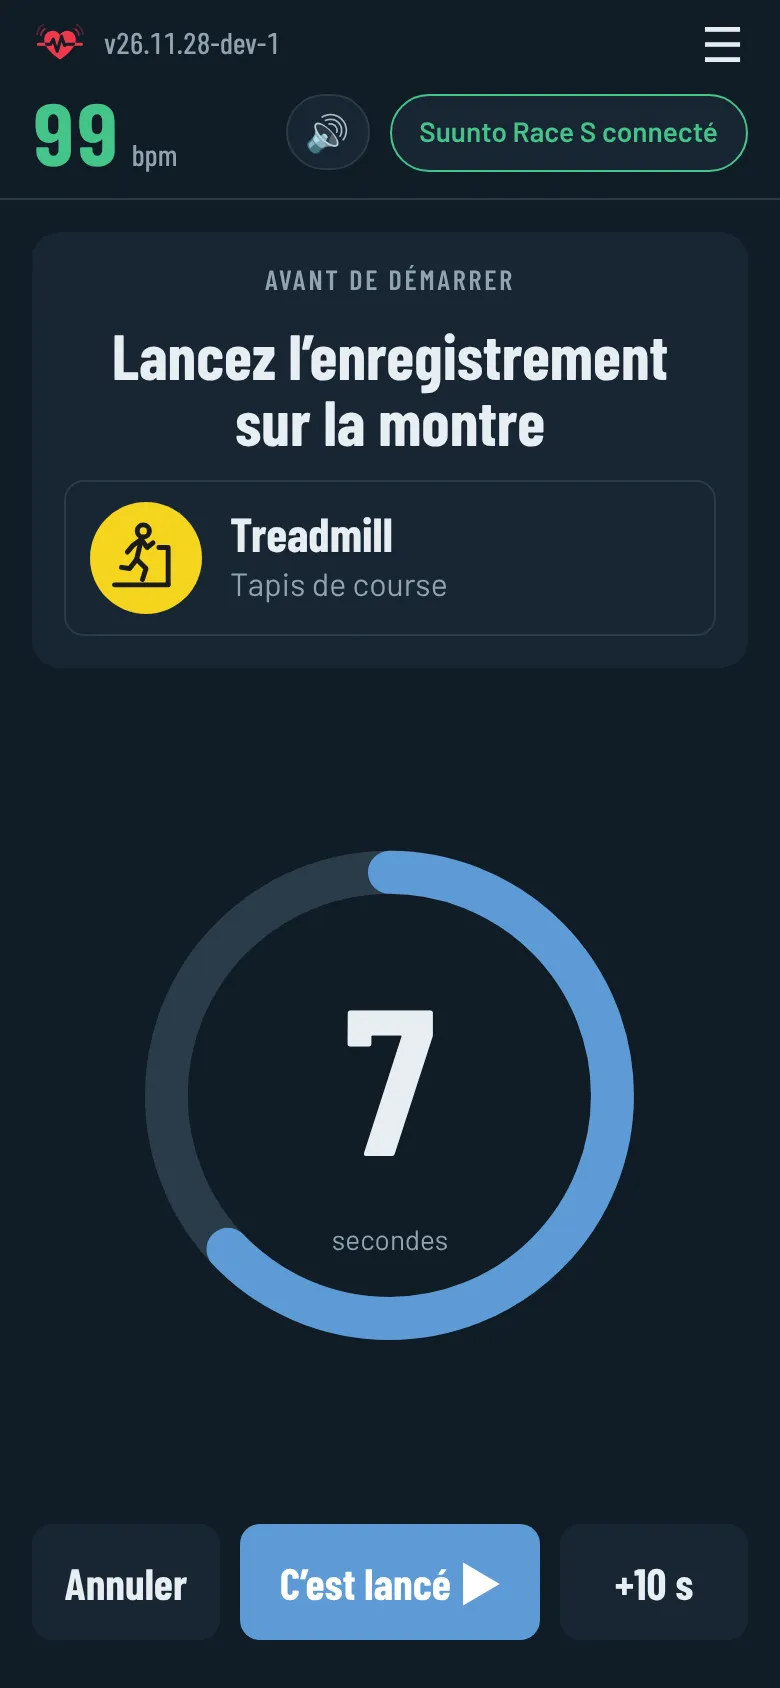 v26.11.28-dev-1
99 bpm
Suunto Race S connecté
AVANT DE DÉMARRER
Lancez l’enregistrement
sur la montre
Treadmill
Tapis de course
7
secondes
Annuler
C’est lancé ▶
+10 s